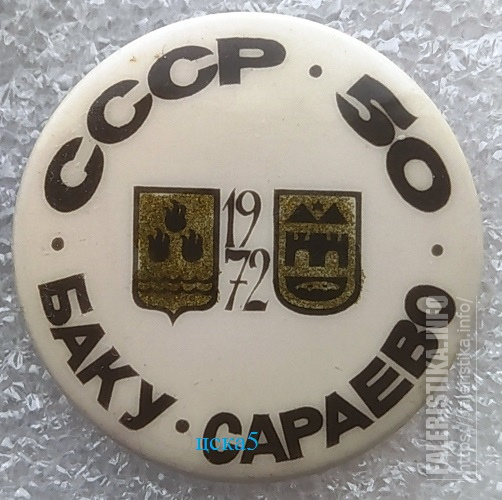 СССР · 50
19
72
БАКУ · САРАЕВО
цска5
FALERISTIKA.INFO
https://faleristika.info/